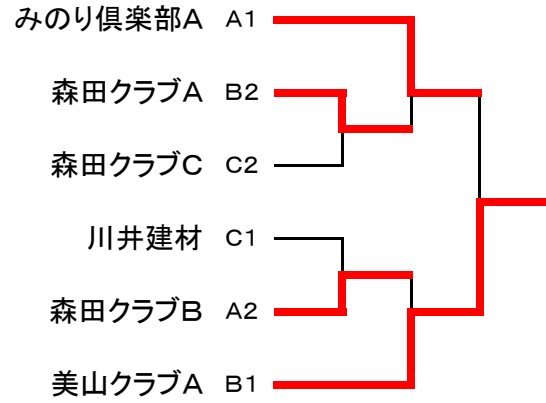 みのり倶楽部A A1
森田クラブA B2
森田クラブC C2
川井建材 C1
森田クラブB A2
美山クラブA B1